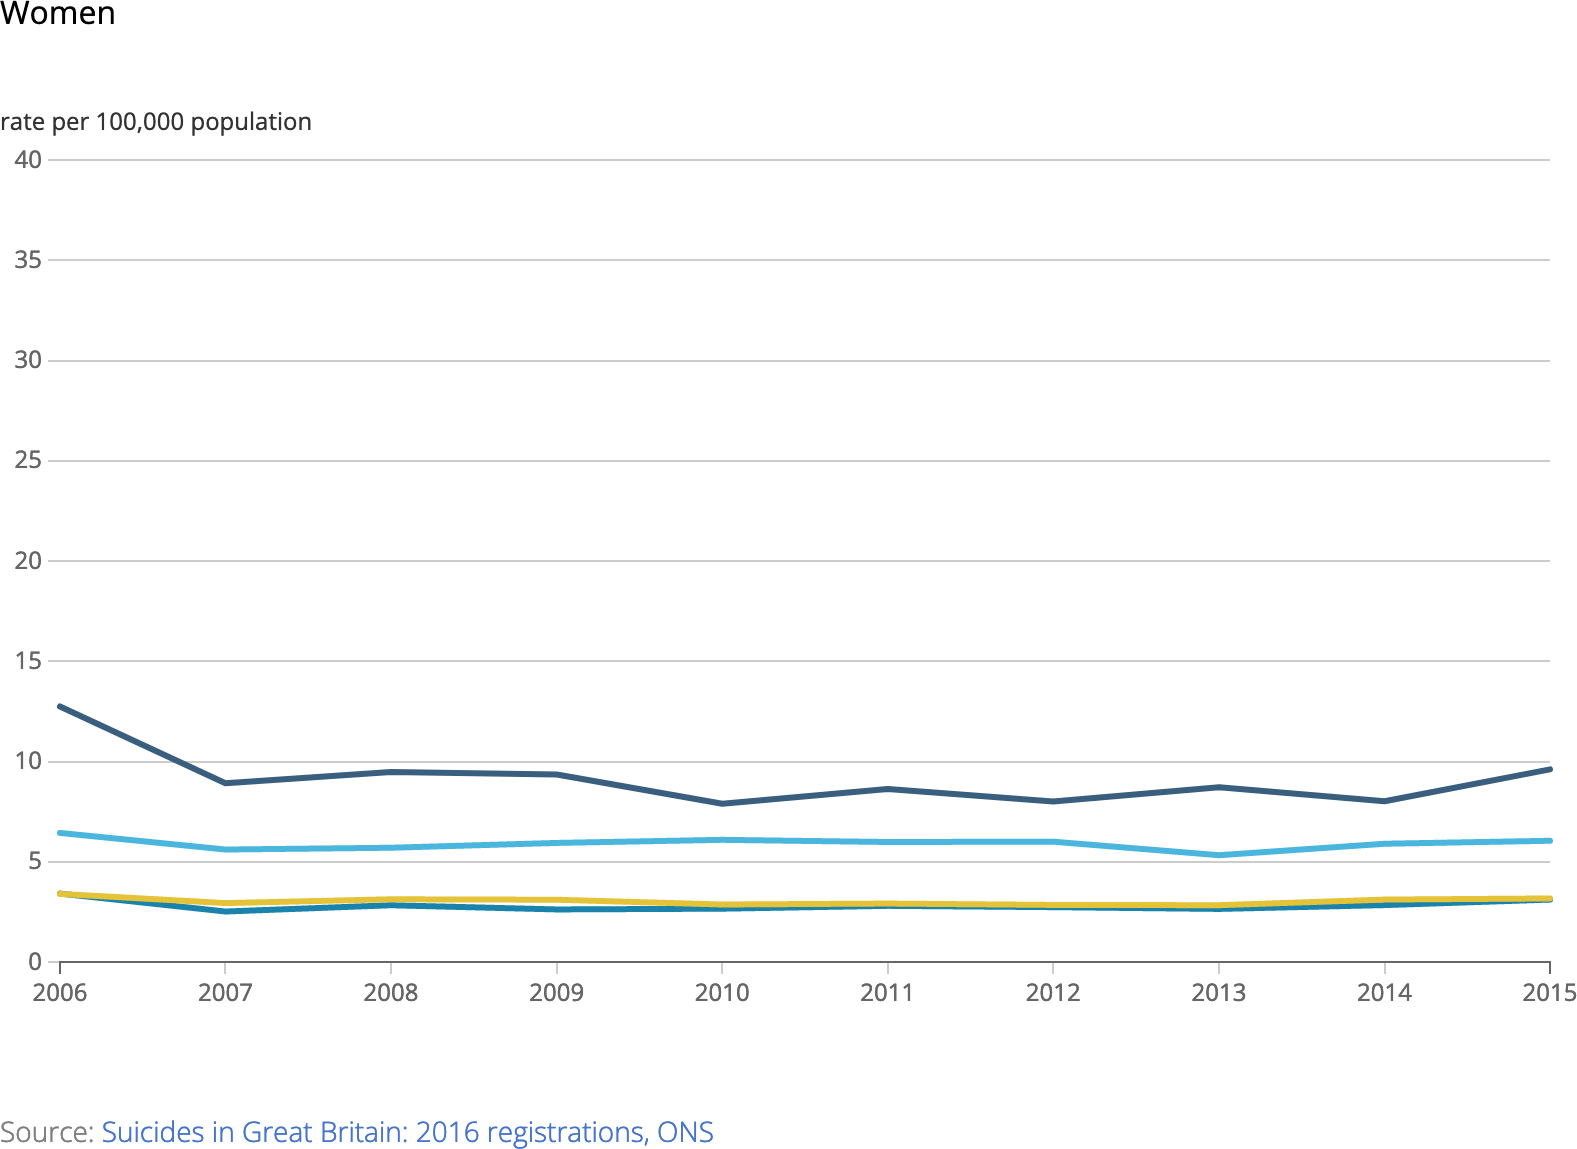 Women
rate per 100,000 population
40
35
30
25
20
15
10
5
0
2006 2007 2008 2009 2010 2011 2012 2013 2014 2015
Source: Suicides in Great Britain: 2016 registrations, ONS